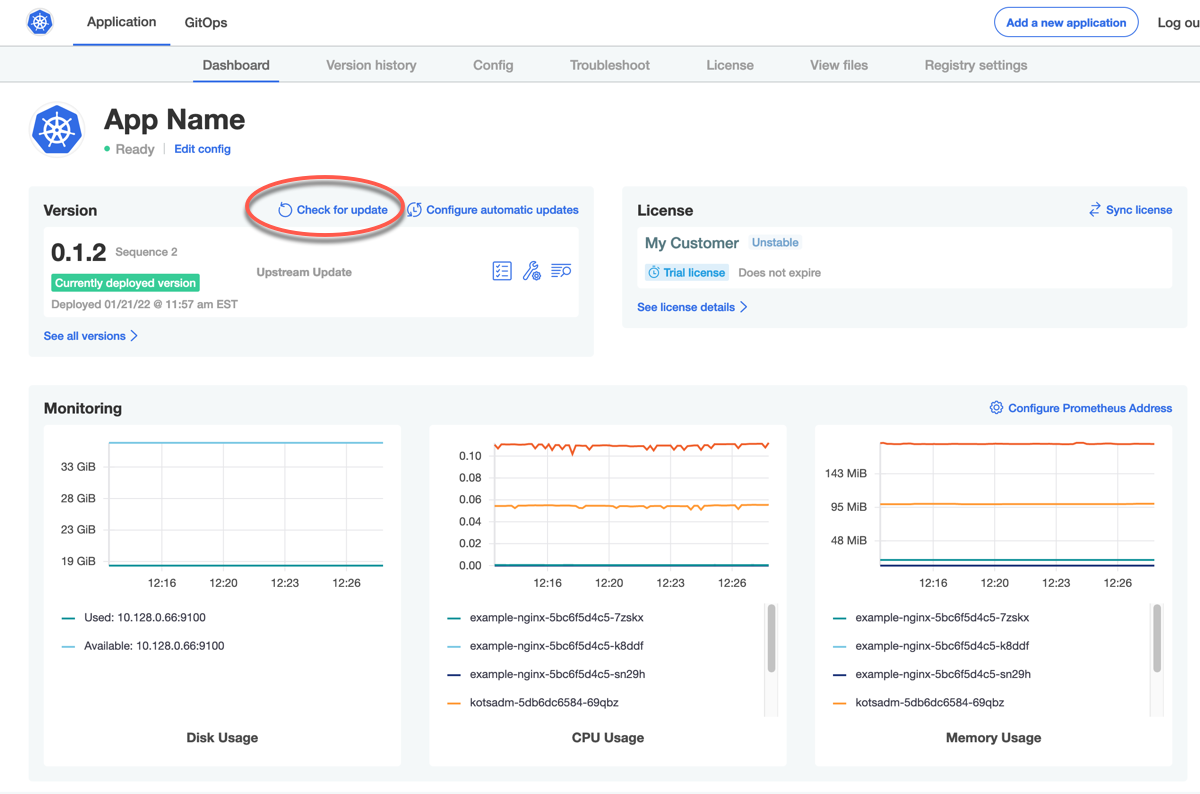 Application GitOps Add a new application Log ou
Dashboard Version history Config Troubleshoot License View files Registry settings
App Name
Ready Edit config
Version Check for update Configure automatic updates
0.1.2 Sequence 2
Currently deployed version
Deployed 01/21/22 @ 11:57 am EST
Upstream Update
See all versions
License Sync license
My Customer Unstable
Trial license Does not expire
See license details
Monitoring Configure Prometheus Address
33 GiB
28 GiB
23 GiB
19 GiB
12:16 12:20 12:23 12:26
Used: 10.128.0.66:9100
Available: 10.128.0.66:9100
Disk Usage
0.10
0.08
0.06
0.04
0.02
0.00
12:16 12:20 12:23 12:26
example-nginx-5bc6f5d4c5-7zskx
example-nginx-5bc6f5d4c5-k8ddf
example-nginx-5bc6f5d4c5-sn29h
kotsadm-5db6dc6584-69qbz
CPU Usage
143 MiB
95 MiB
48 MiB
12:16 12:20 12:23 12:26
example-nginx-5bc6f5d4c5-7zskx
example-nginx-5bc6f5d4c5-k8ddf
example-nginx-5bc6f5d4c5-sn29h
kotsadm-5db6dc6584-69qbz
Memory Usage